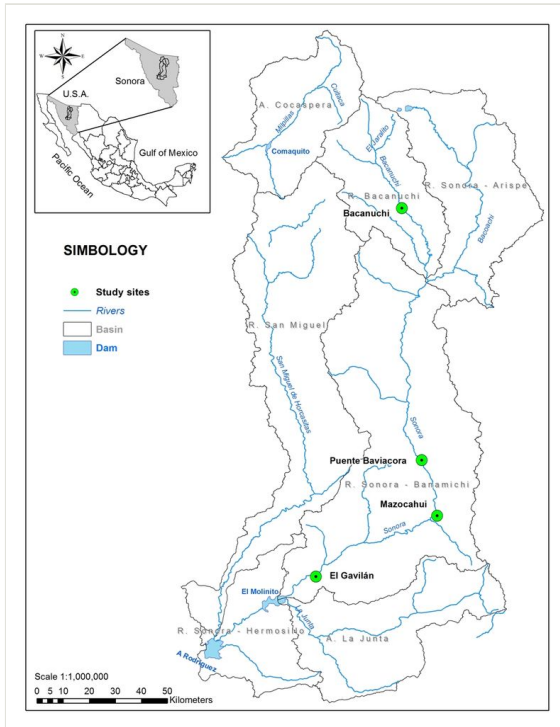 N
W
E
S
Sonora
U.S.A.
Gulf of Mexico
Pacific Ocean
SIMBOLOGY
Study sites
Rivers
Basin
Dam
A. Cocaspera
Milpillas
Cuitaca
Comaquito
El Jaralito
Bacanuchi
R. Bacanuchi
Bacanuchi
R. Sonora - Arispe
Bacoachi
R. San Miguel
San Miguel de Horcasitas
Sonora
Puente Baviacora
R. Sonora - Banamichi
Mazocahui
Sonora
El Gavilán
El Molinito
La Junta
R. Sonora - Hermosillo
A. La Junta
A Rodríguez
Scale 1:1,000,000
0 5 10 20 30 40 50
Kilometers